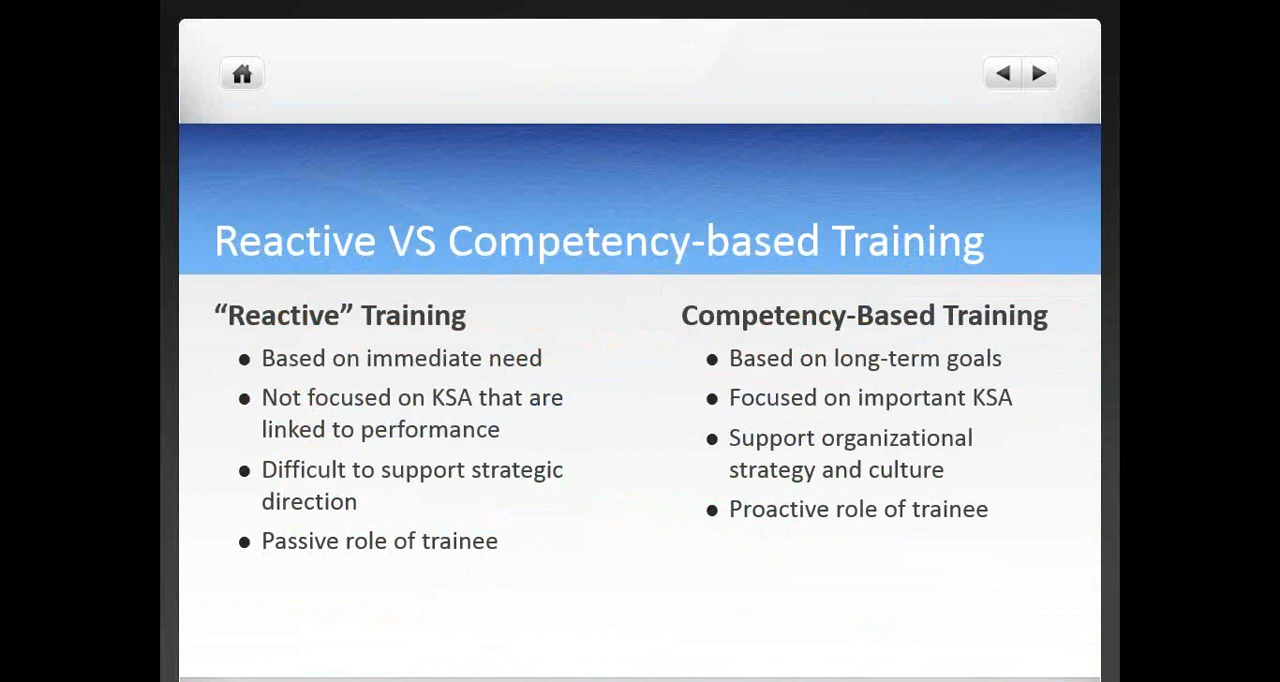 Reactive VS Competency-based Training
“Reactive” Training
● Based on immediate need
● Not focused on KSA that are
linked to performance
● Difficult to support strategic
direction
● Passive role of trainee
Competency-Based Training
● Based on long-term goals
● Focused on important KSA
● Support organizational
strategy and culture
● Proactive role of trainee